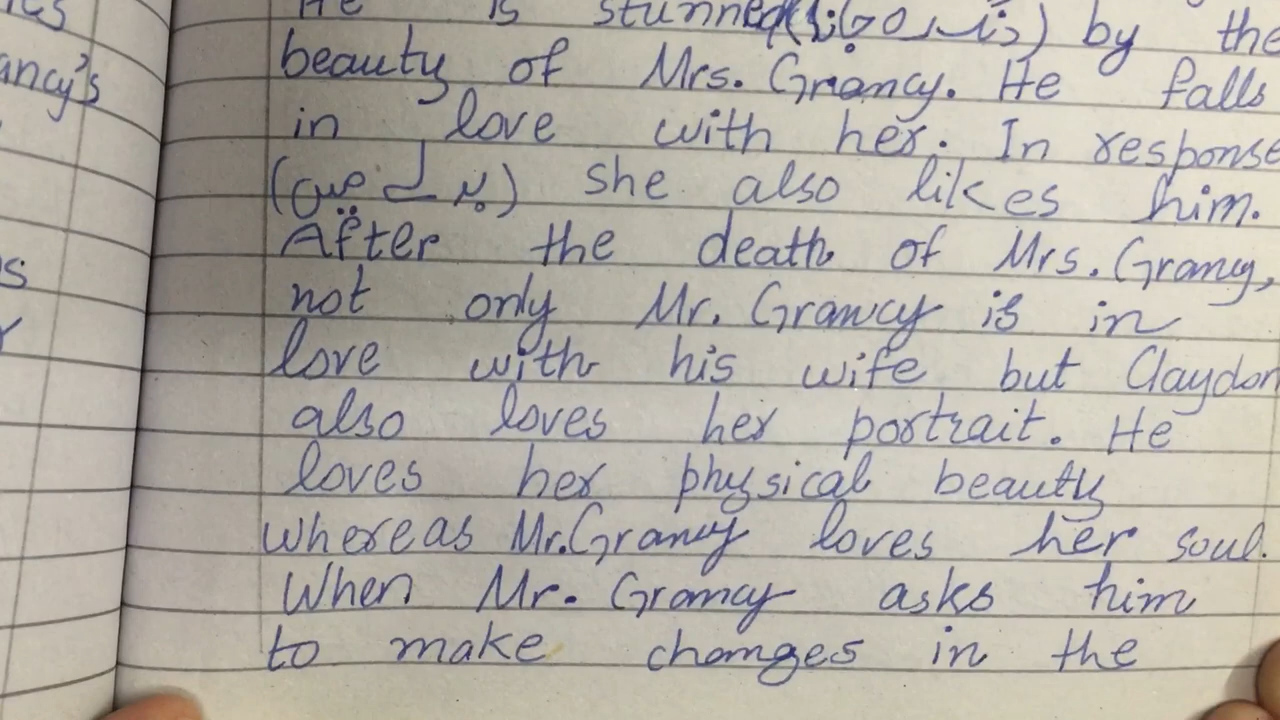 He is stunned( ) by the
beauty of Mrs. Grancy. He falls
in love with her. In response
(بدلے میں) she also likes him.
After the death of Mrs. Grancy,
not only Mr. Grancy is in
love with his wife but Claydon
also loves her portrait. He
loves her physical beauty
whereas Mr. Grancy loves her soul.
When Mr. Grancy asks him
to make changes in the
ancy's